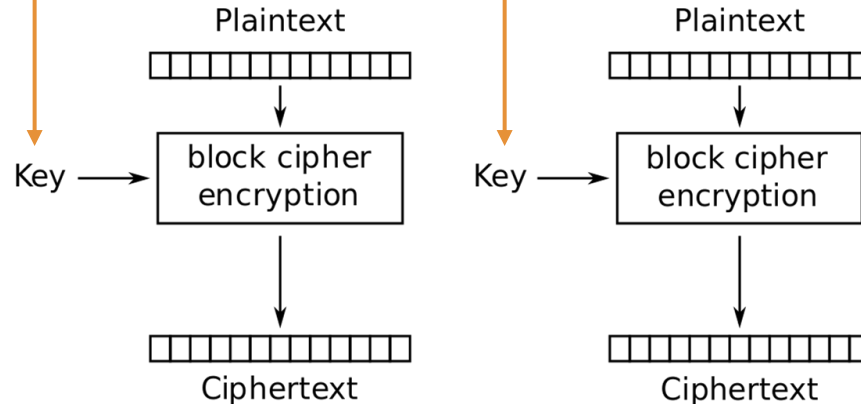 Plaintext
Plaintext
Key
block cipher
encryption
Key
block cipher
encryption
Ciphertext
Ciphertext